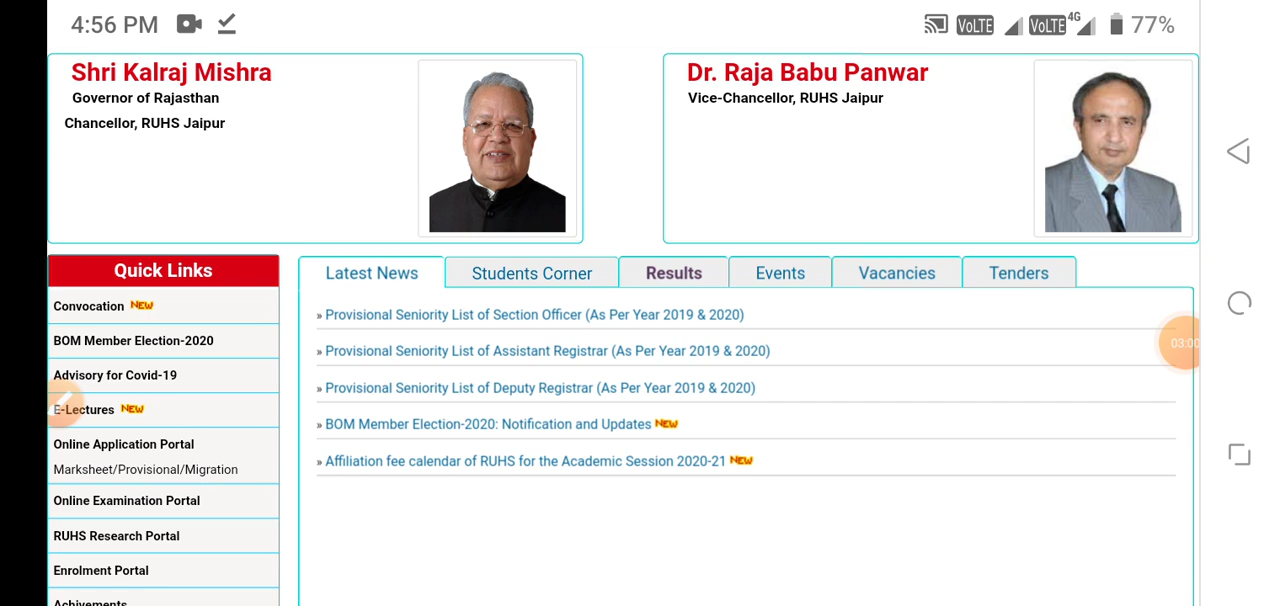 4:56 PM
VoLTE VoLTE 4G 77%
Shri Kalraj Mishra
Governor of Rajasthan
Chancellor, RUHS Jaipur
Dr. Raja Babu Panwar
Vice-Chancellor, RUHS Jaipur
Quick Links
Convocation NEW
BOM Member Election-2020
Advisory for Covid-19
E-Lectures NEW
Online Application Portal
Marksheet/Provisional/Migration
Online Examination Portal
RUHS Research Portal
Enrolment Portal
Achivements
Latest News Students Corner Results Events Vacancies Tenders
» Provisional Seniority List of Section Officer (As Per Year 2019 & 2020)
» Provisional Seniority List of Assistant Registrar (As Per Year 2019 & 2020)
» Provisional Seniority List of Deputy Registrar (As Per Year 2019 & 2020)
» BOM Member Election-2020: Notification and Updates NEW
» Affiliation fee calendar of RUHS for the Academic Session 2020-21 NEW
03:00